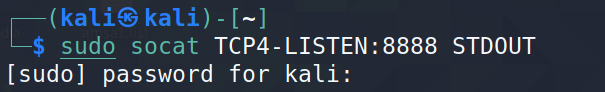 ┌──(kali㉿kali)-[~]
└─$ sudo socat TCP4-LISTEN:8888 STDOUT
[sudo] password for kali: